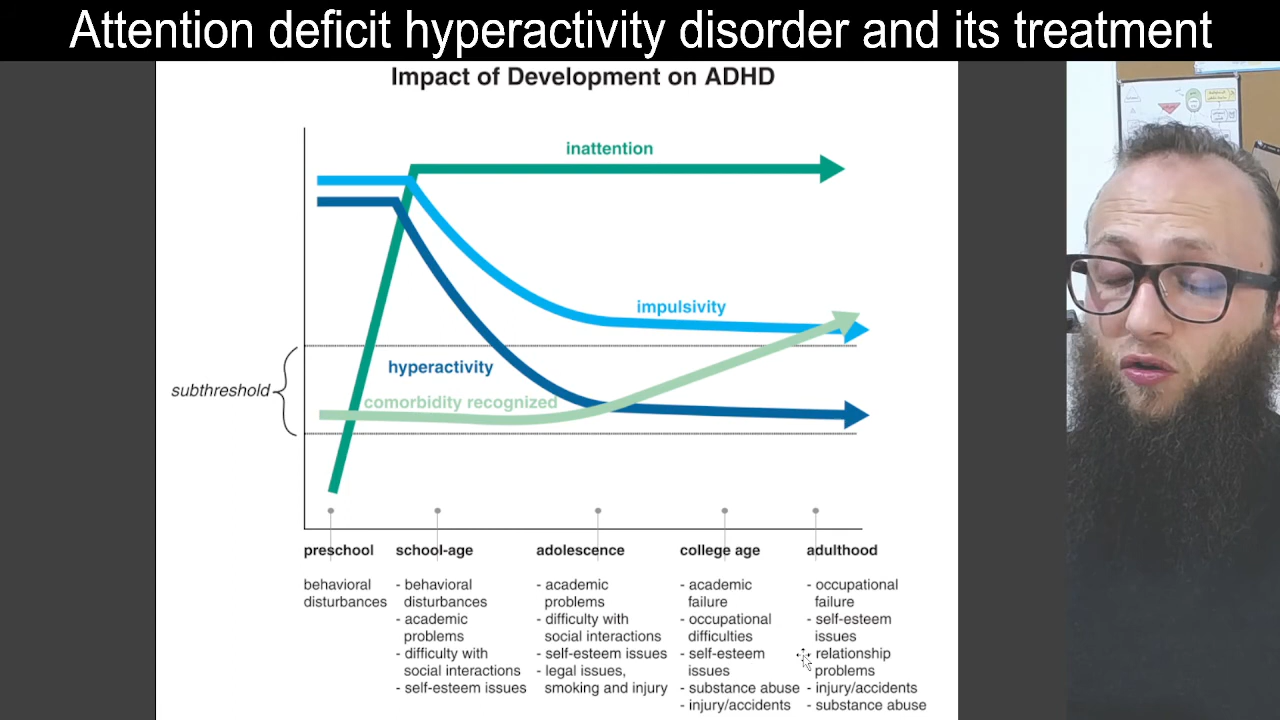 Attention deficit hyperactivity disorder and its treatment
Impact of Development on ADHD
inattention
impulsivity
hyperactivity
subthreshold
comorbidity recognized
preschool
behavioral
disturbances
school-age
- behavioral
disturbances
- academic
problems
- difficulty with
social interactions
- self-esteem issues
adolescence
- academic
problems
- difficulty with
social interactions
- self-esteem issues
- legal issues,
smoking and injury
college age
- academic
failure
- occupational
difficulties
- self-esteem
issues
- substance abuse
- injury/accidents
adulthood
- occupational
failure
- self-esteem
issues
relationship
problems
- injury/accidents
- substance abuse